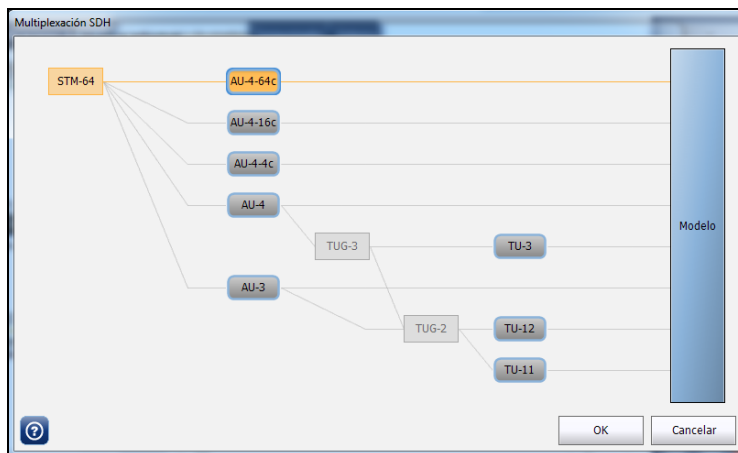 Multiplexación SDH
STM-64
AU-4-64c
AU-4-16c
AU-4-4c
AU-4
Modelo
TUG-3
TU-3
AU-3
TUG-2
TU-12
TU-11
?
OK
Cancelar